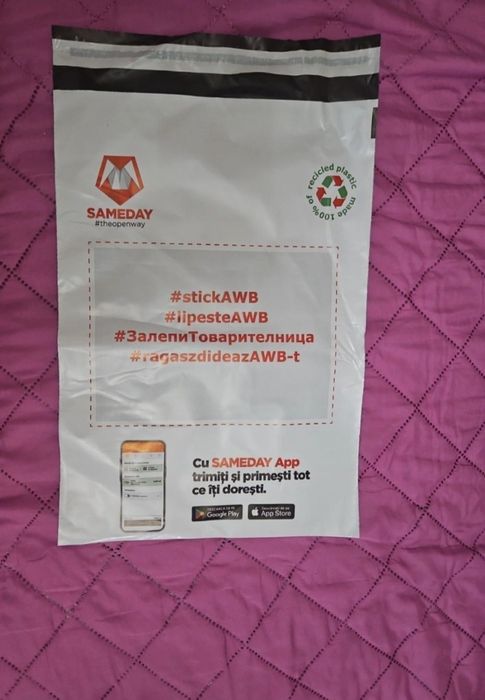 SAMEDAY
#theopenway
made 100% of recicled plastic
#stickAWB
#lipesteAWB
#ЗалепиТоварителница
#ragaszdideazAWB-t
Cu SAMEDAY App
trimiți și primești tot
ce îți dorești.
Google Play
App Store